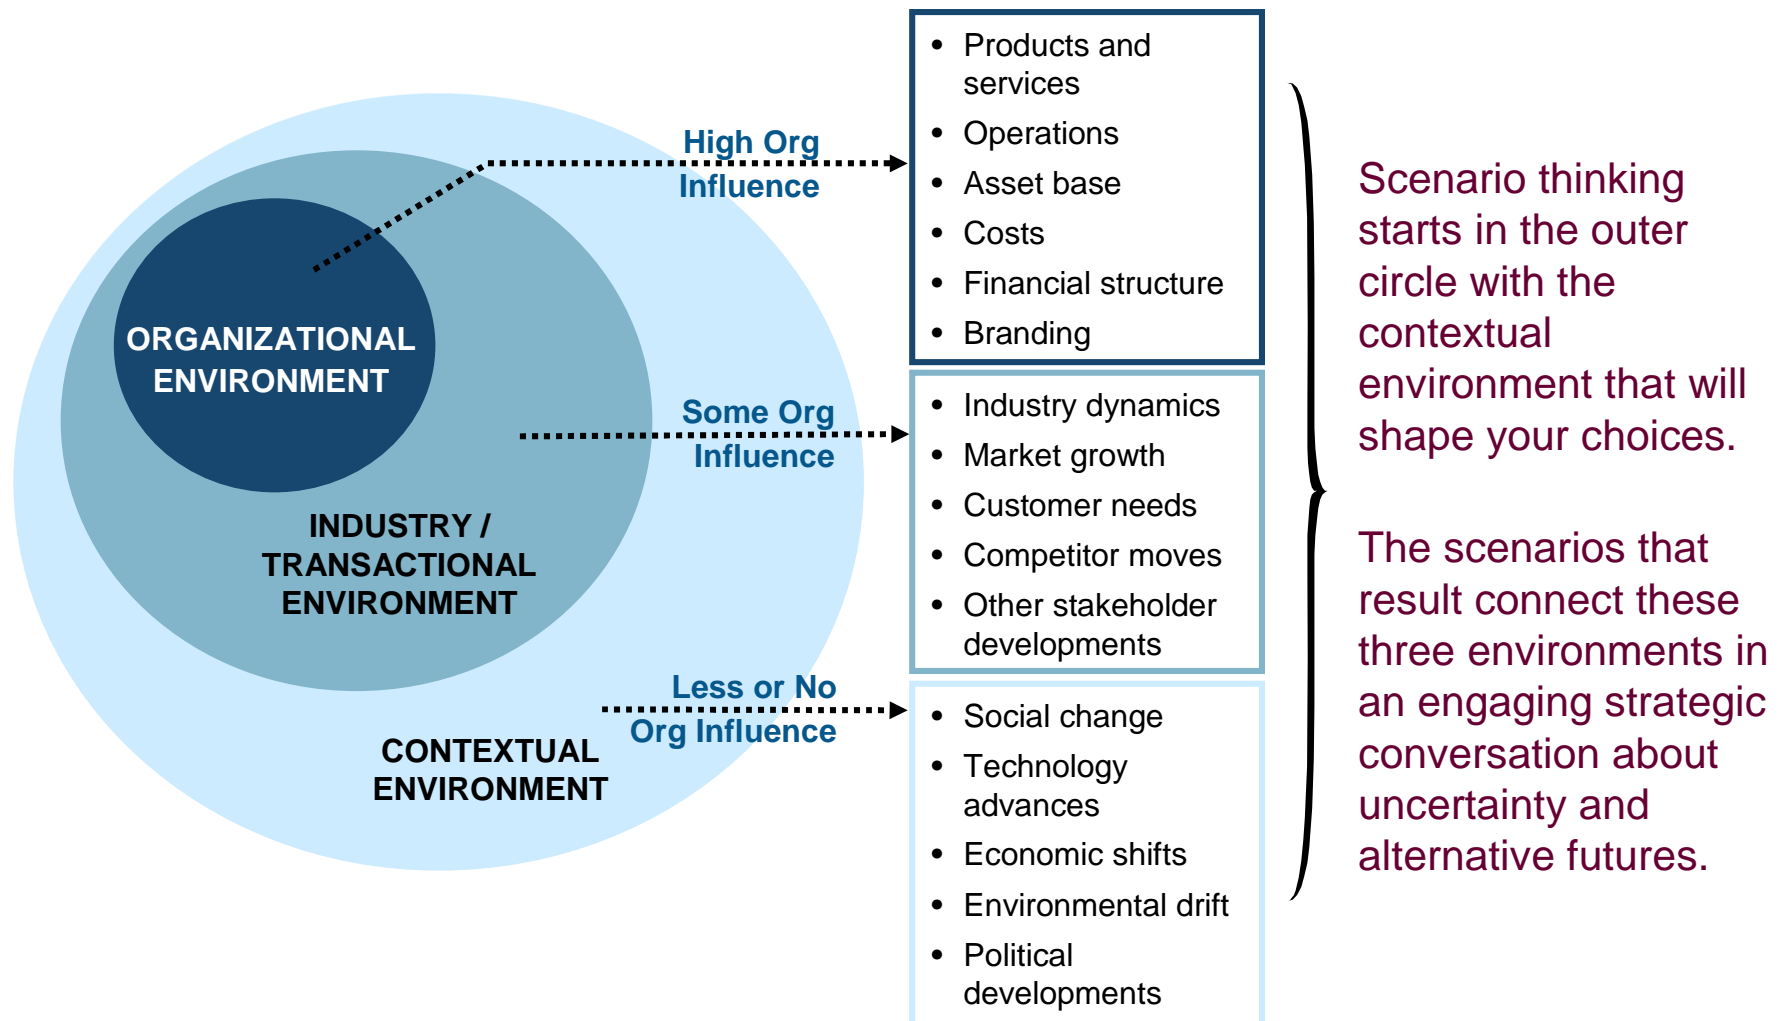 ORGANIZATIONAL
ENVIRONMENT
INDUSTRY /
TRANSACTIONAL
ENVIRONMENT
CONTEXTUAL
ENVIRONMENT
High Org
Influence
Some Org
Influence
Less or No
Org Influence
• Products and
services
• Operations
• Asset base
• Costs
• Financial structure
• Branding
• Industry dynamics
• Market growth
• Customer needs
• Competitor moves
• Other stakeholder
developments
• Social change
• Technology
advances
• Economic shifts
• Environmental drift
• Political
developments
Scenario thinking
starts in the outer
circle with the
contextual
environment that will
shape your choices.
The scenarios that
result connect these
three environments in
an engaging strategic
conversation about
uncertainty and
alternative futures.